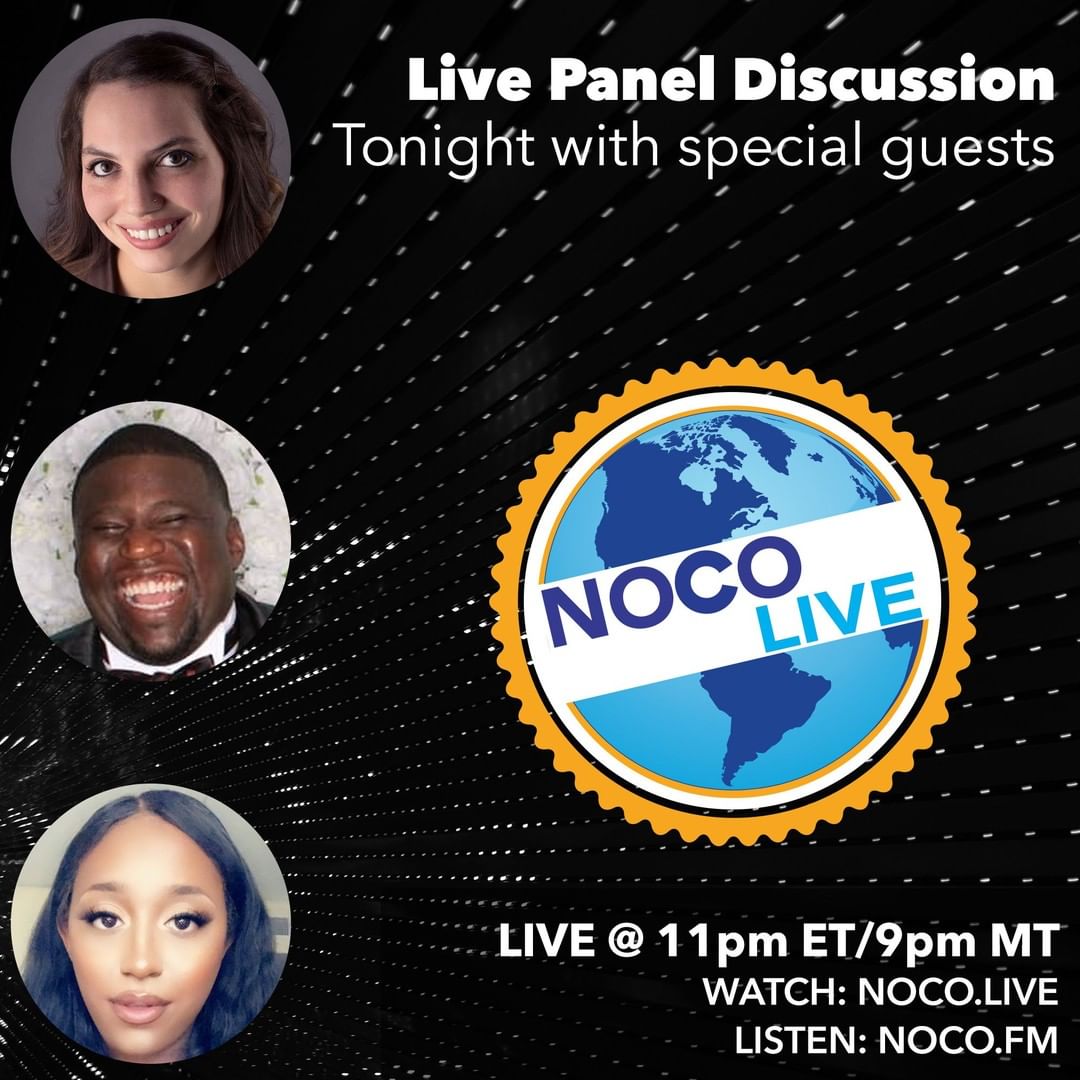 Live Panel Discussion
Tonight with special guests
NOCO
LIVE
LIVE @ 11pm ET/9pm MT
WATCH: NOCO.LIVE
LISTEN: NOCO.FM